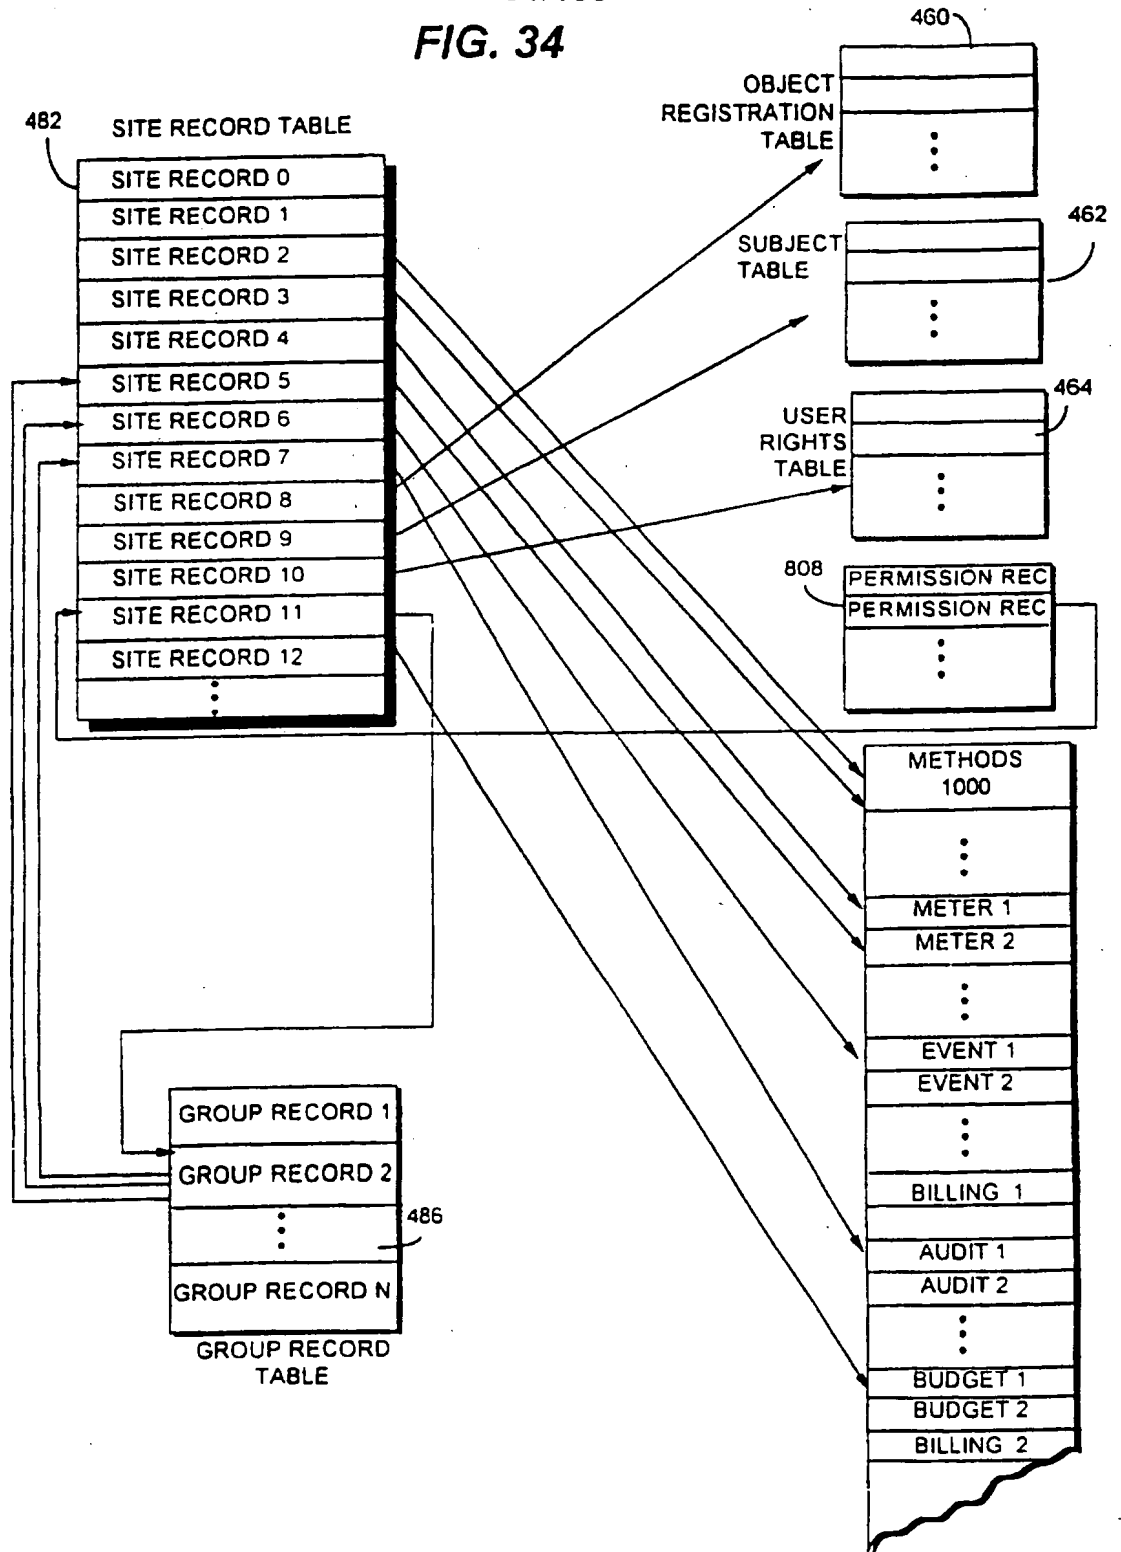 FIG. 34
460
OBJECT
REGISTRATION
TABLE
482
SITE RECORD TABLE
SITE RECORD 0
SITE RECORD 1
SITE RECORD 2
SITE RECORD 3
SITE RECORD 4
SITE RECORD 5
SITE RECORD 6
SITE RECORD 7
SITE RECORD 8
SITE RECORD 9
SITE RECORD 10
SITE RECORD 11
SITE RECORD 12
SUBJECT
TABLE
462
USER
RIGHTS
TABLE
464
808
PERMISSION REC
PERMISSION REC
METHODS
1000
METER 1
METER 2
EVENT 1
EVENT 2
BILLING 1
AUDIT 1
AUDIT 2
BUDGET 1
BUDGET 2
BILLING 2
GROUP RECORD 1
GROUP RECORD 2
486
GROUP RECORD N
GROUP RECORD
TABLE